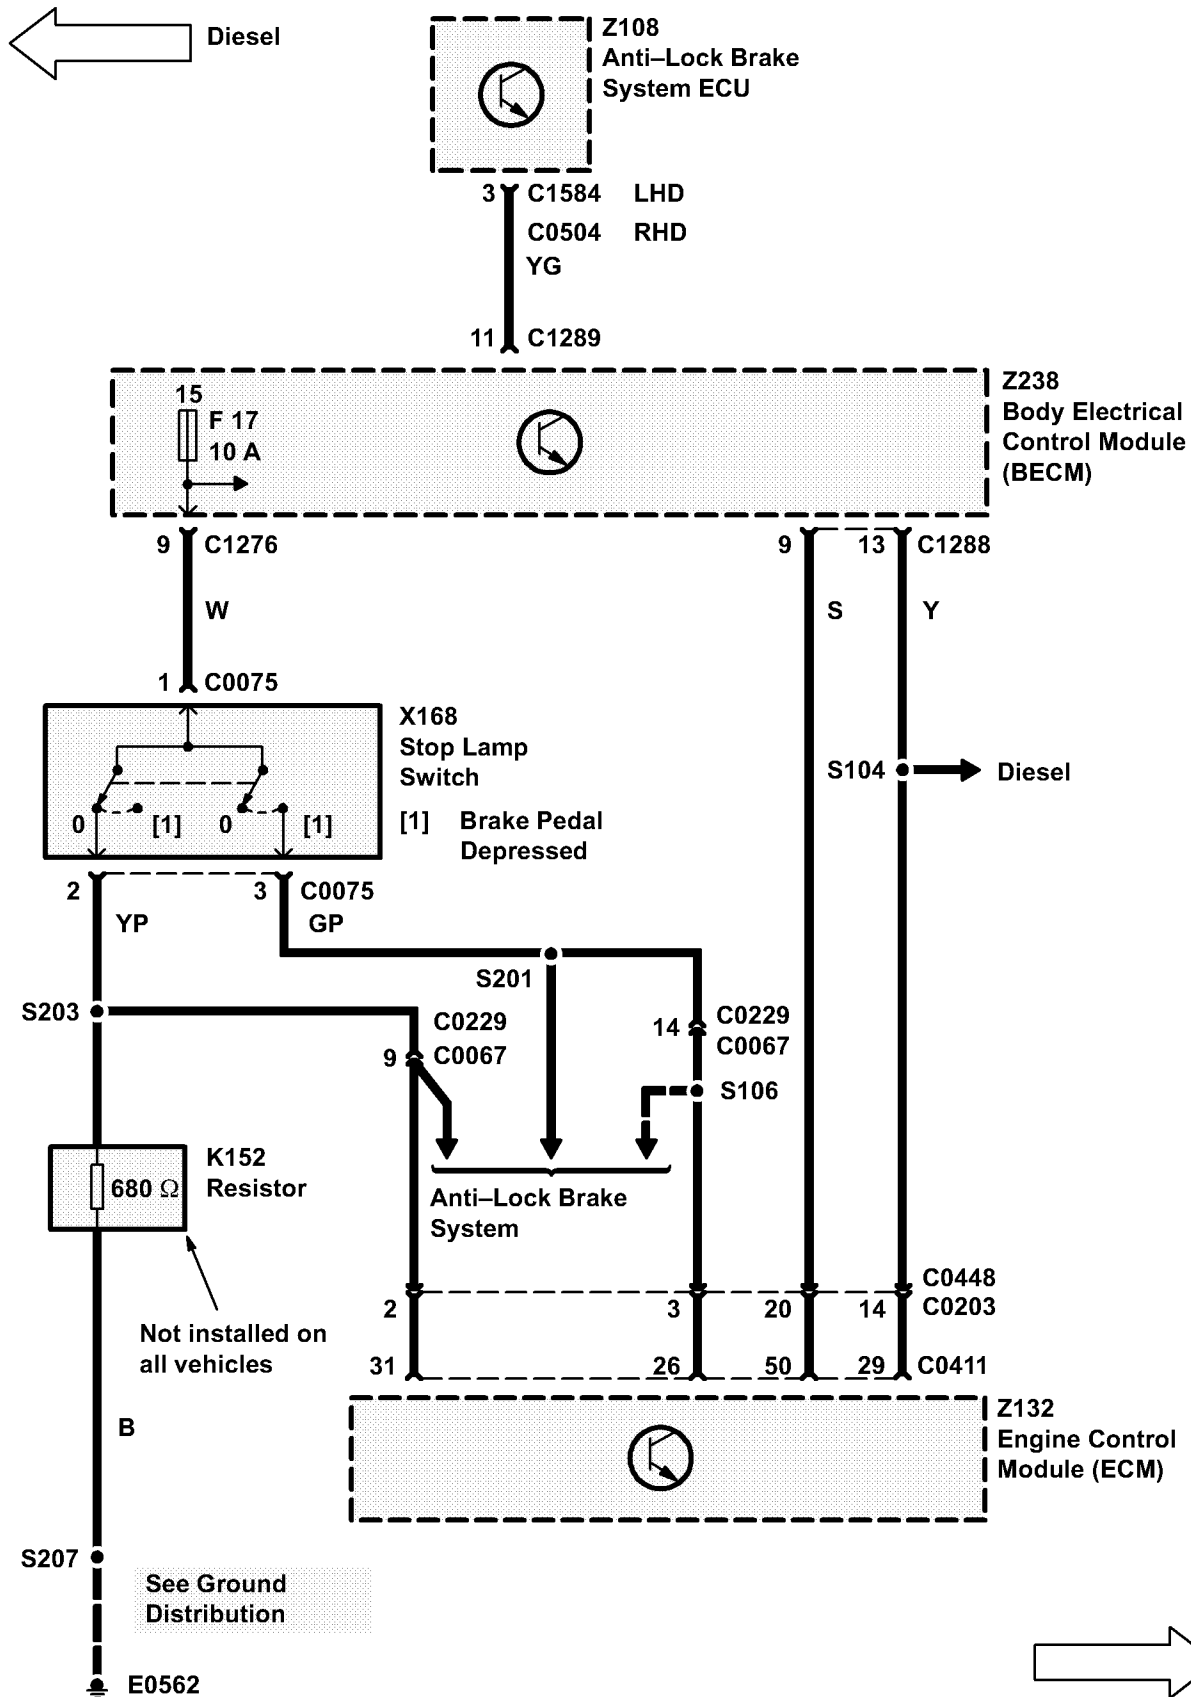 Diesel
Z108
Anti–Lock Brake
System ECU
3 C1584 LHD
C0504 RHD
YG
11 C1289
15
F 17
10 A
Z238
Body Electrical
Control Module
(BECM)
9 C1276
9 13 C1288
W
S Y
1 C0075
X168
Stop Lamp
Switch
0 [1] 0 [1]
[1] Brake Pedal
Depressed
S104 Diesel
2 3 C0075
YP GP
S201
S203
C0229
9 C0067
14 C0229
C0067
S106
K152
Resistor
680 Ω
Anti–Lock Brake
System
Not installed on
all vehicles
C0448
2 3 20 14 C0203
31 26 50 29 C0411
B
Z132
Engine Control
Module (ECM)
S207
See Ground
Distribution
E0562